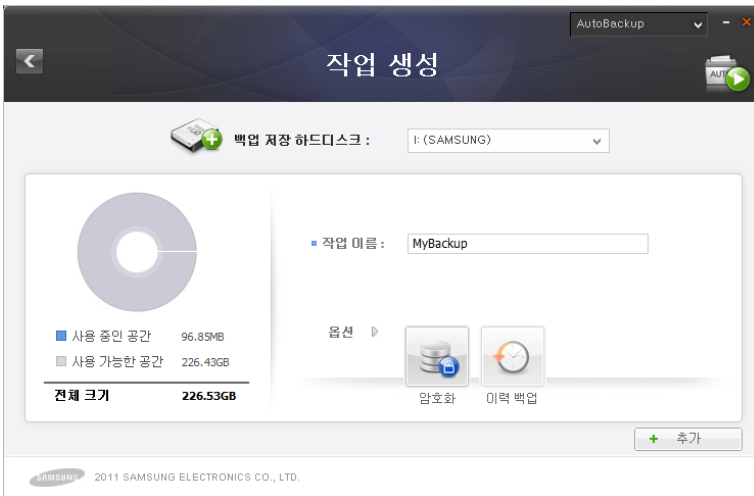 AutoBackup
작업 생성
AUTO
백업 저장 하드디스크 :
I: (SAMSUNG)
작업 이름 :
MyBackup
사용 중인 공간 96.85MB
사용 가능한 공간 226.43GB
전체 크기 226.53GB
옵션
암호화
이력 백업
+ 추가
SAMSUNG 2011 SAMSUNG ELECTRONICS CO., LTD.